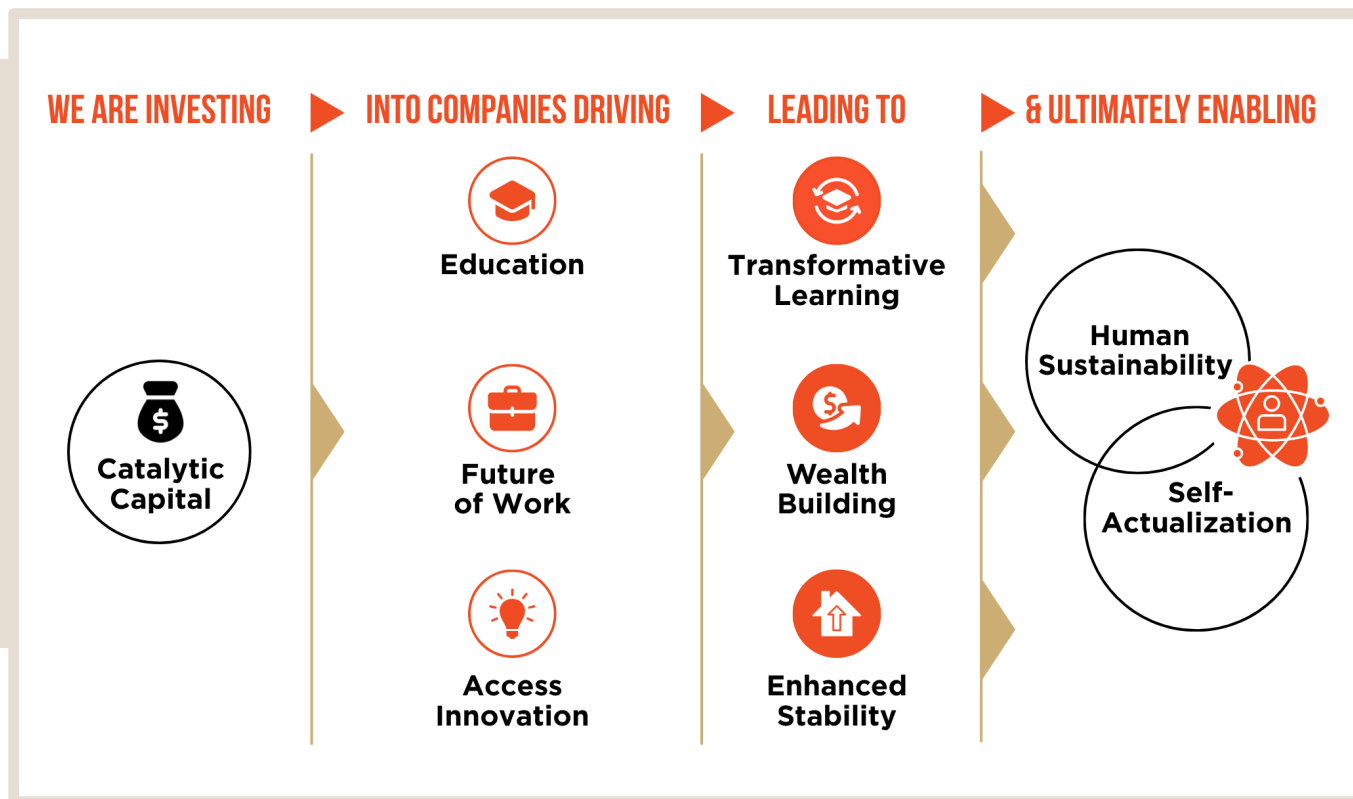 WE ARE INVESTING
INTO COMPANIES DRIVING
LEADING TO
& ULTIMATELY ENABLING
$
Catalytic
Capital
Education
Future
of Work
Access
Innovation
Transformative
Learning
$
Wealth
Building
Enhanced
Stability
Human
Sustainability
Self-
Actualization